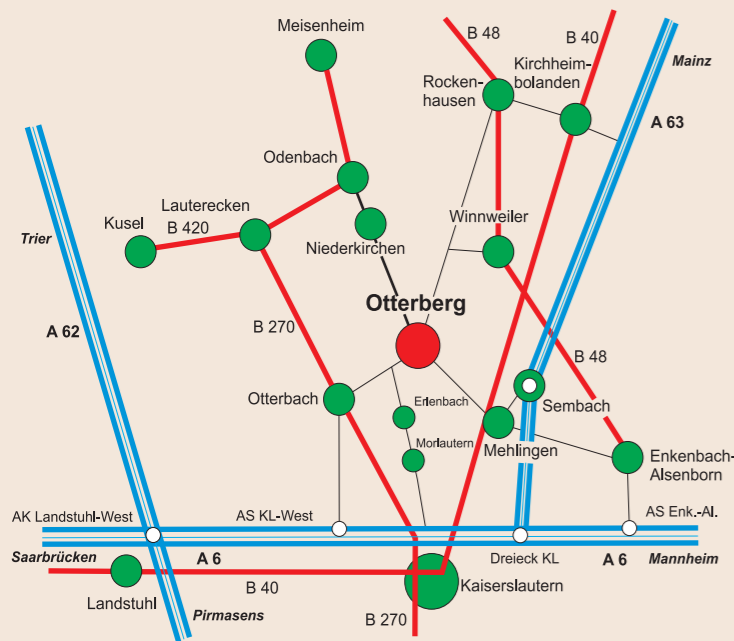 Meisenheim
B 48
B 40
Kirchheim-
bolanden
Mainz
Rocken-
hausen
A 63
Odenbach
Lauterecken
Kusel
B 420
Winnweiler
Trier
Niederkirchen
Otterberg
A 62
B 270
B 48
Otterbach
Erlenbach
Sembach
Morlautern
Mehlingen
Enkenbach-
Alsenborn
AK Landstuhl-West
AS KL-West
AS Enk.-Al.
Saarbrücken
A 6
Dreieck KL
A 6
Mannheim
Landstuhl
B 40
Kaiserslautern
Pirmasens
B 270